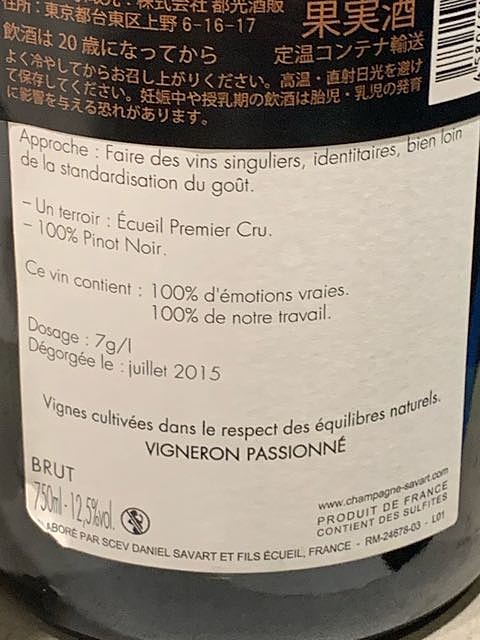 住所：東京都台東区上野6-16-17
果実酒
飲酒は20歳になってから
定温コンテナ輸送
よく冷やしてからお召し上がりください。高温・直射日光を避け
て保存してください。妊娠中や授乳期の飲酒は胎児・乳児の発育
に影響を与える恐れがあります。
Approche : Faire des vins singuliers, identitaires, bien loin
de la standardisation du goût.
- Un terroir : Écueil Premier Cru.
- 100% Pinot Noir.
Ce vin contient : 100% d'émotions vraies.
100% de notre travail.
Dosage : 7g/l
Dégorgée le : juillet 2015
Vignes cultivées dans le respect des équilibres naturels.
VIGNERON PASSIONNÉ
BRUT
750ml - 12,5%vol.
www.champagne-savart.com
PRODUIT DE FRANCE
CONTIENT DES SULFITES
ABORÉ PAR SCEV DANIEL SAVART ET FILS ÉCUEIL, FRANCE - RM-24678-03 - L01